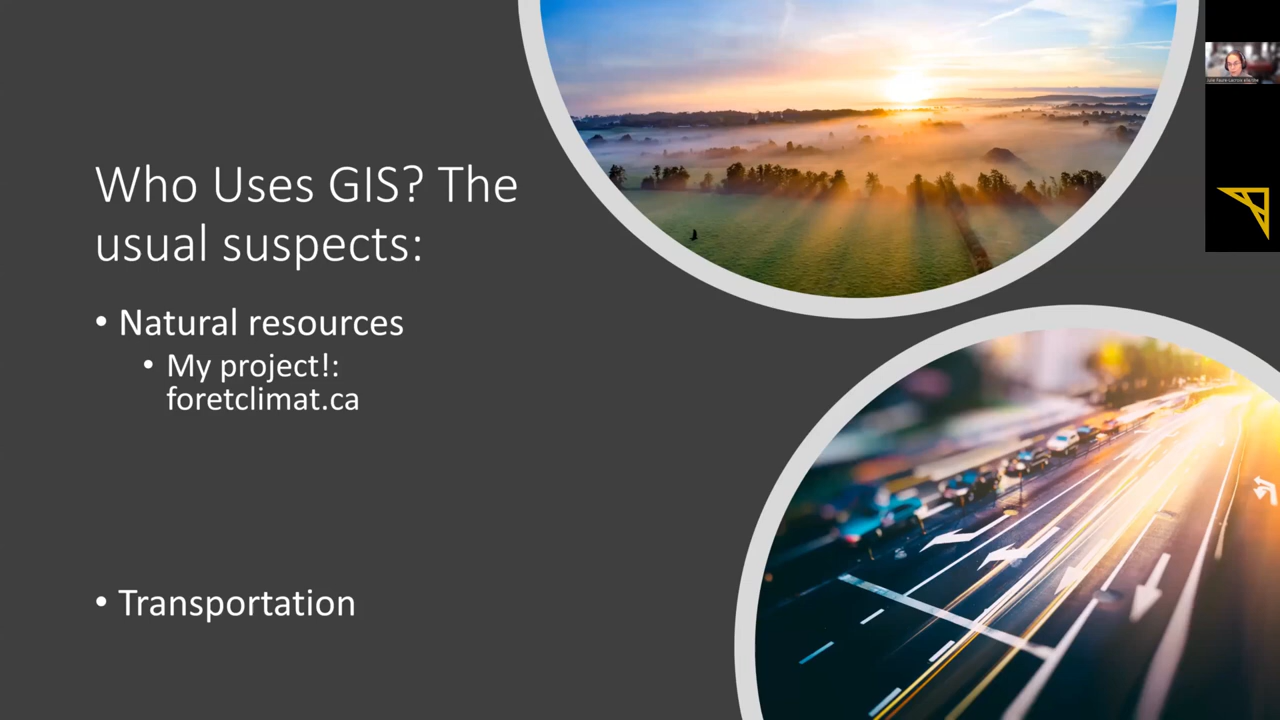 Who Uses GIS? The
usual suspects:
• Natural resources
• My project!:
foretclimat.ca
• Transportation